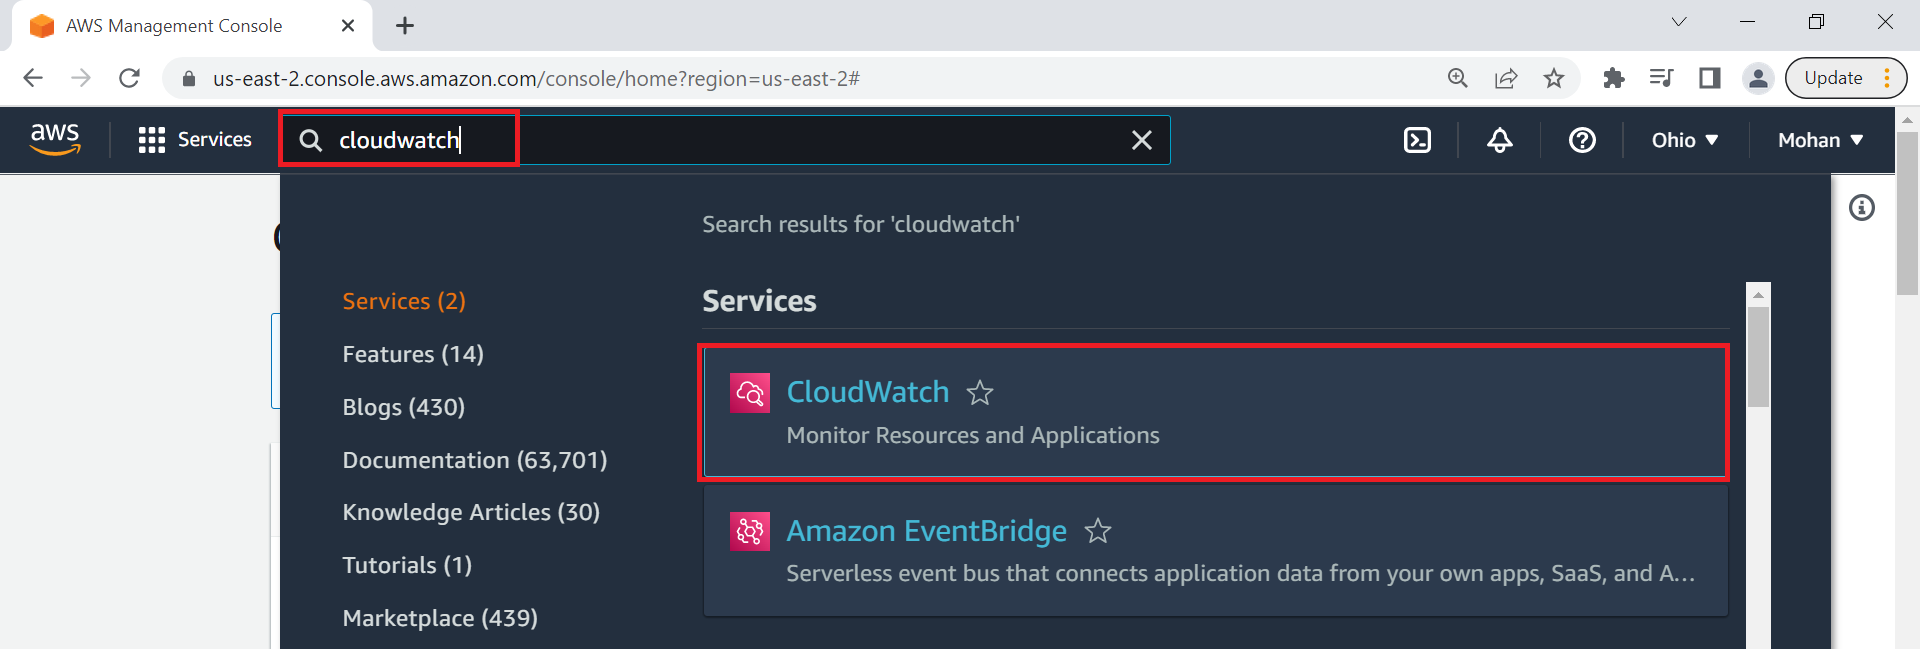 AWS Management Console
us-east-2.console.aws.amazon.com/console/home?region=us-east-2#
Update
aws
Services
cloudwatch
Ohio
Mohan
Search results for 'cloudwatch'
Services (2)
Features (14)
Blogs (430)
Documentation (63,701)
Knowledge Articles (30)
Tutorials (1)
Marketplace (439)
Services
CloudWatch
Monitor Resources and Applications
Amazon EventBridge
Serverless event bus that connects application data from your own apps, SaaS, and A...